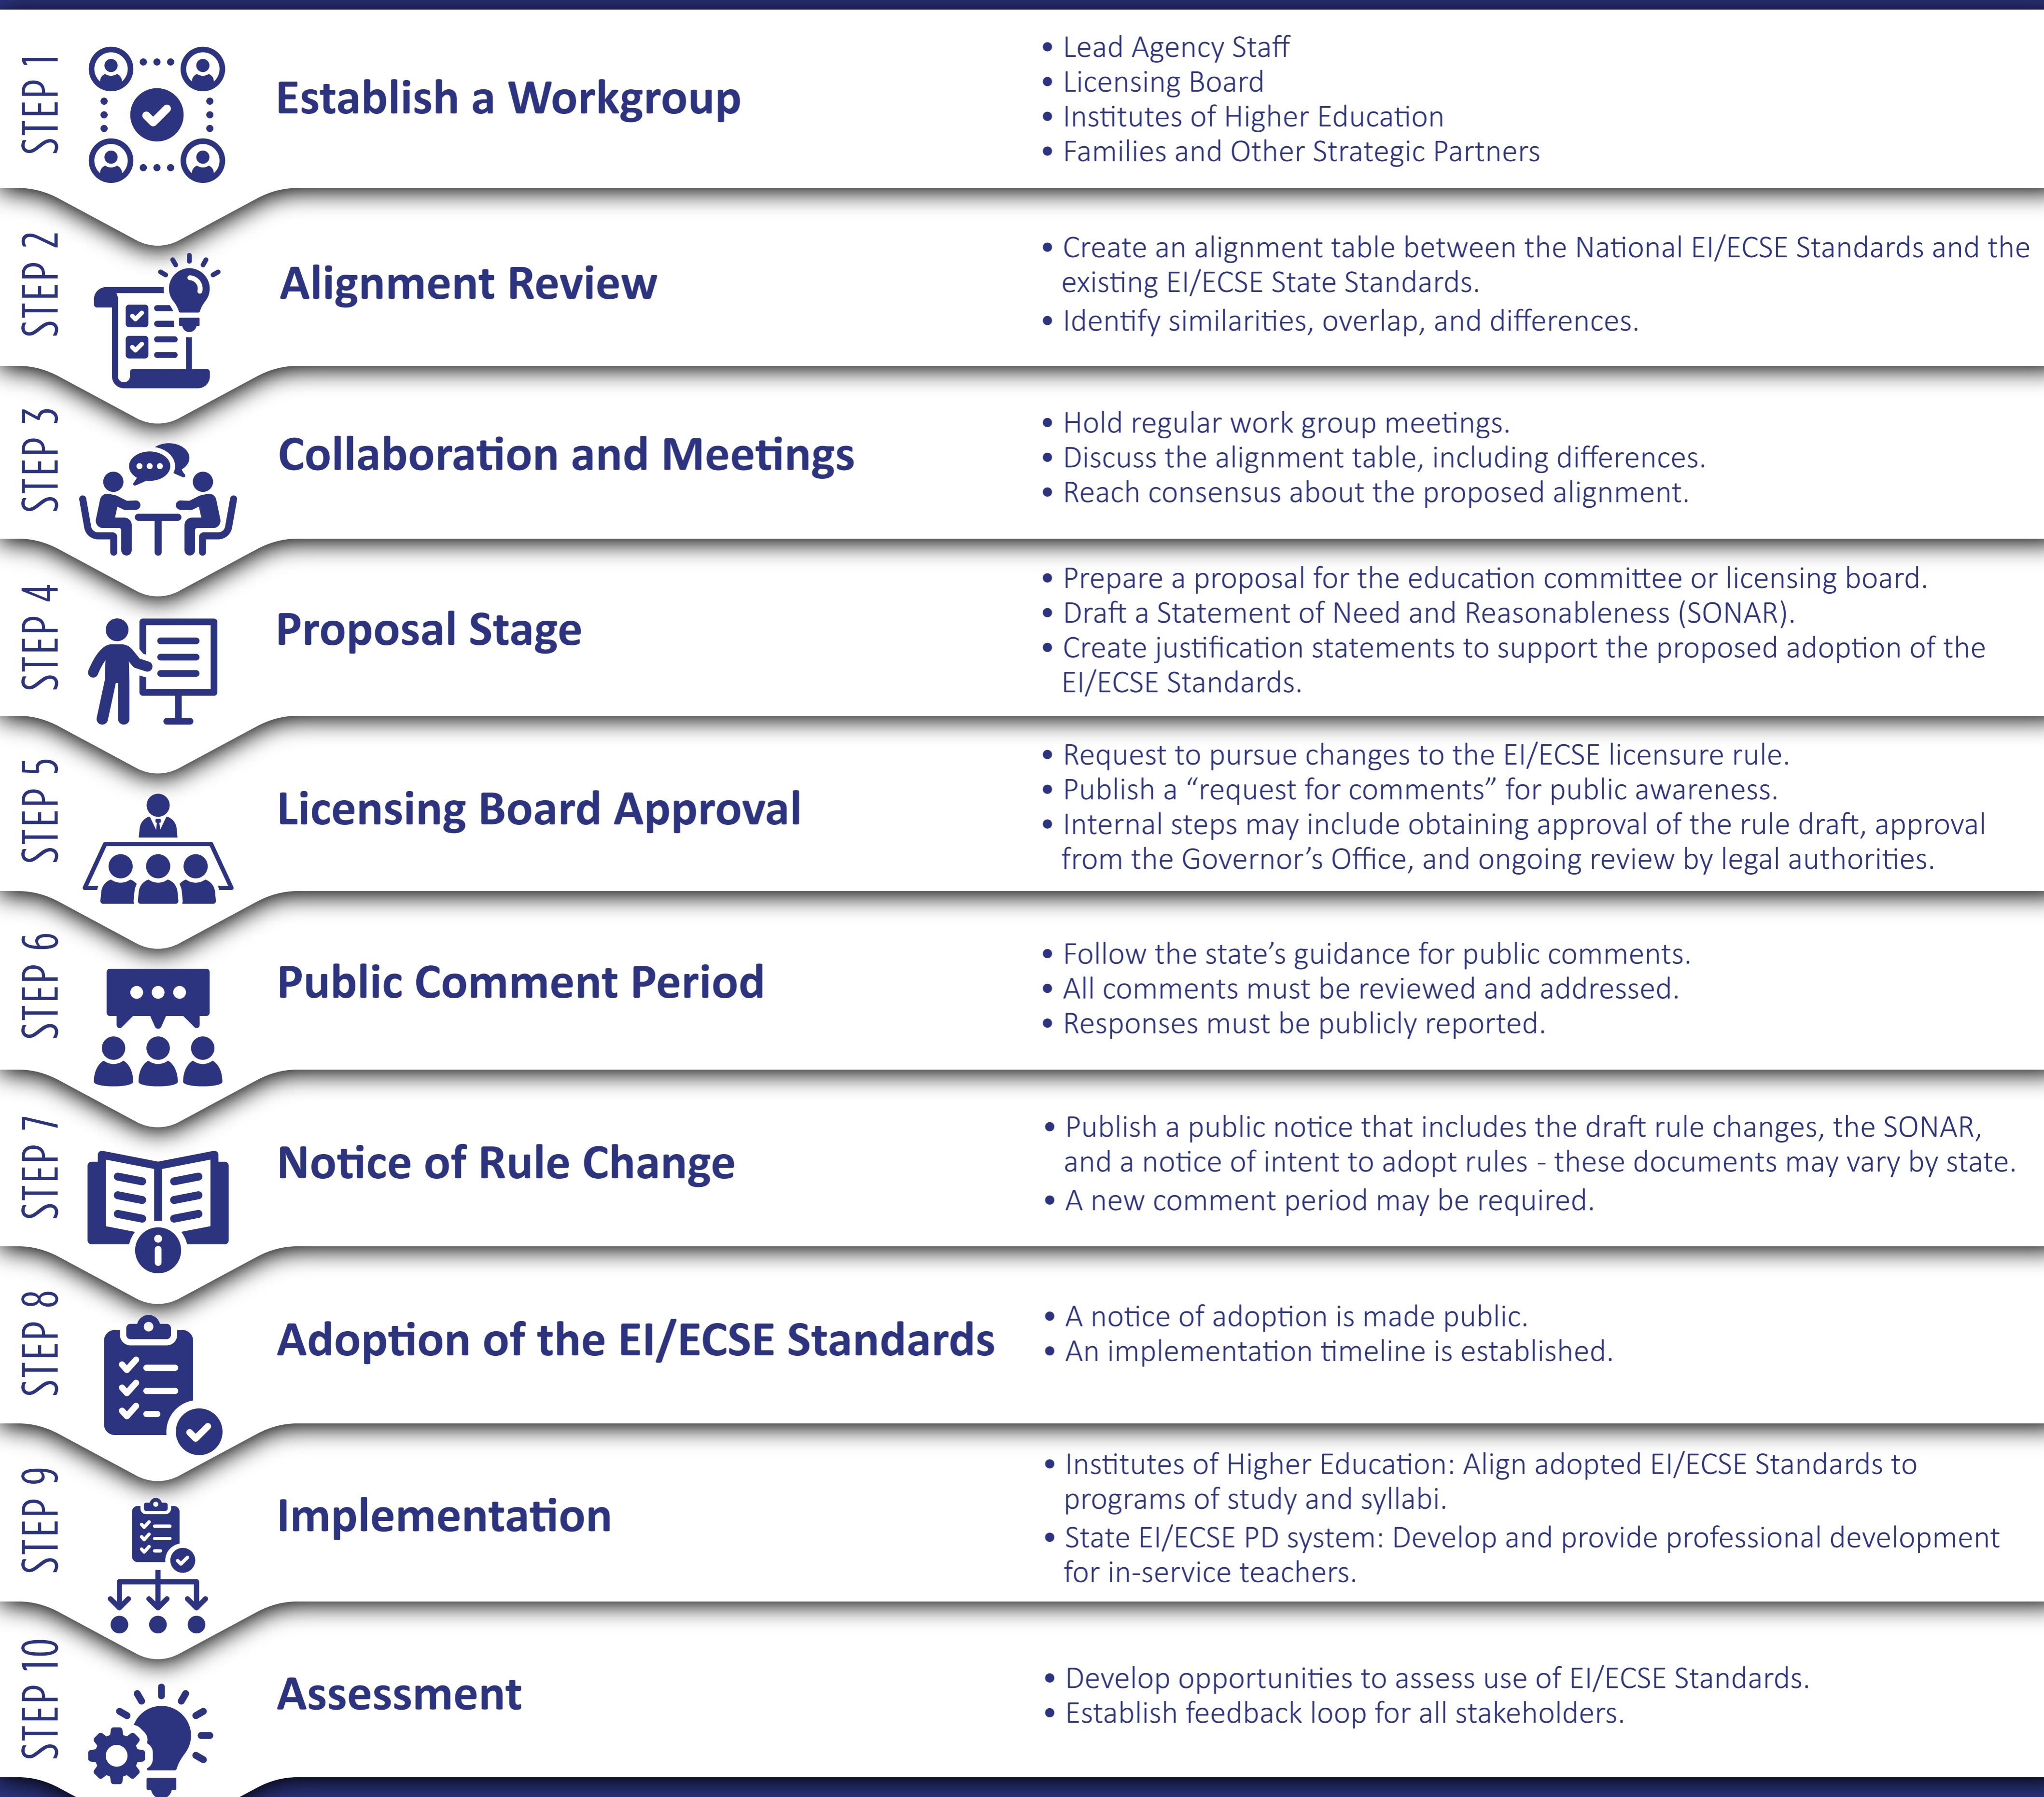 STEP 1
Establish a Workgroup
• Lead Agency Staff
• Licensing Board
• Institutes of Higher Education
• Families and Other Strategic Partners
STEP 2
Alignment Review
• Create an alignment table between the National EI/ECSE Standards and the
existing EI/ECSE State Standards.
• Identify similarities, overlap, and differences.
STEP 3
Collaboration and Meetings
• Hold regular work group meetings.
• Discuss the alignment table, including differences.
• Reach consensus about the proposed alignment.
STEP 4
Proposal Stage
• Prepare a proposal for the education committee or licensing board.
• Draft a Statement of Need and Reasonableness (SONAR).
• Create justification statements to support the proposed adoption of the
EI/ECSE Standards.
STEP 5
Licensing Board Approval
• Request to pursue changes to the EI/ECSE licensure rule.
• Publish a “request for comments” for public awareness.
• Internal steps may include obtaining approval of the rule draft, approval
from the Governor’s Office, and ongoing review by legal authorities.
STEP 6
Public Comment Period
• Follow the state’s guidance for public comments.
• All comments must be reviewed and addressed.
• Responses must be publicly reported.
STEP 7
Notice of Rule Change
• Publish a public notice that includes the draft rule changes, the SONAR,
and a notice of intent to adopt rules - these documents may vary by state.
• A new comment period may be required.
STEP 8
Adoption of the EI/ECSE Standards
• A notice of adoption is made public.
• An implementation timeline is established.
STEP 9
Implementation
• Institutes of Higher Education: Align adopted EI/ECSE Standards to
programs of study and syllabi.
• State EI/ECSE PD system: Develop and provide professional development
for in-service teachers.
STEP 10
Assessment
• Develop opportunities to assess use of EI/ECSE Standards.
• Establish feedback loop for all stakeholders.